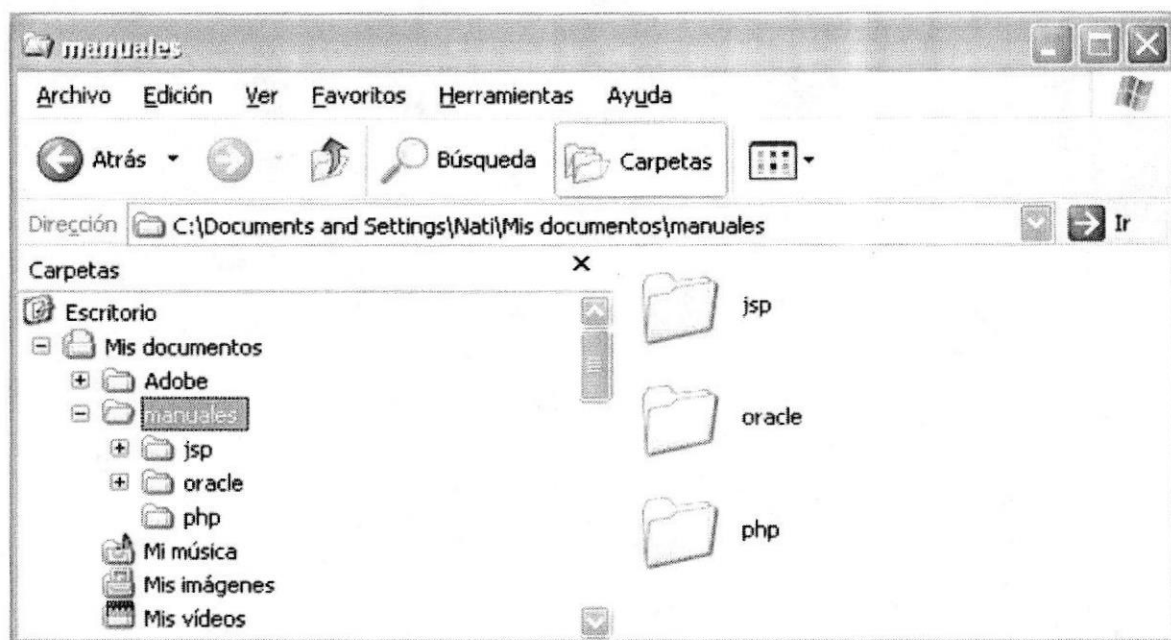 manuales
Archivo Edición Ver Favoritos Herramientas Ayuda
Atrás Búsqueda Carpetas
Dirección C:\Documents and Settings\Nati\Mis documentos\manuales Ir
Carpetas
Escritorio
Mis documentos
Adobe
manuales
jsp
oracle
php
Mi música
Mis imágenes
Mis vídeos
jsp
oracle
php